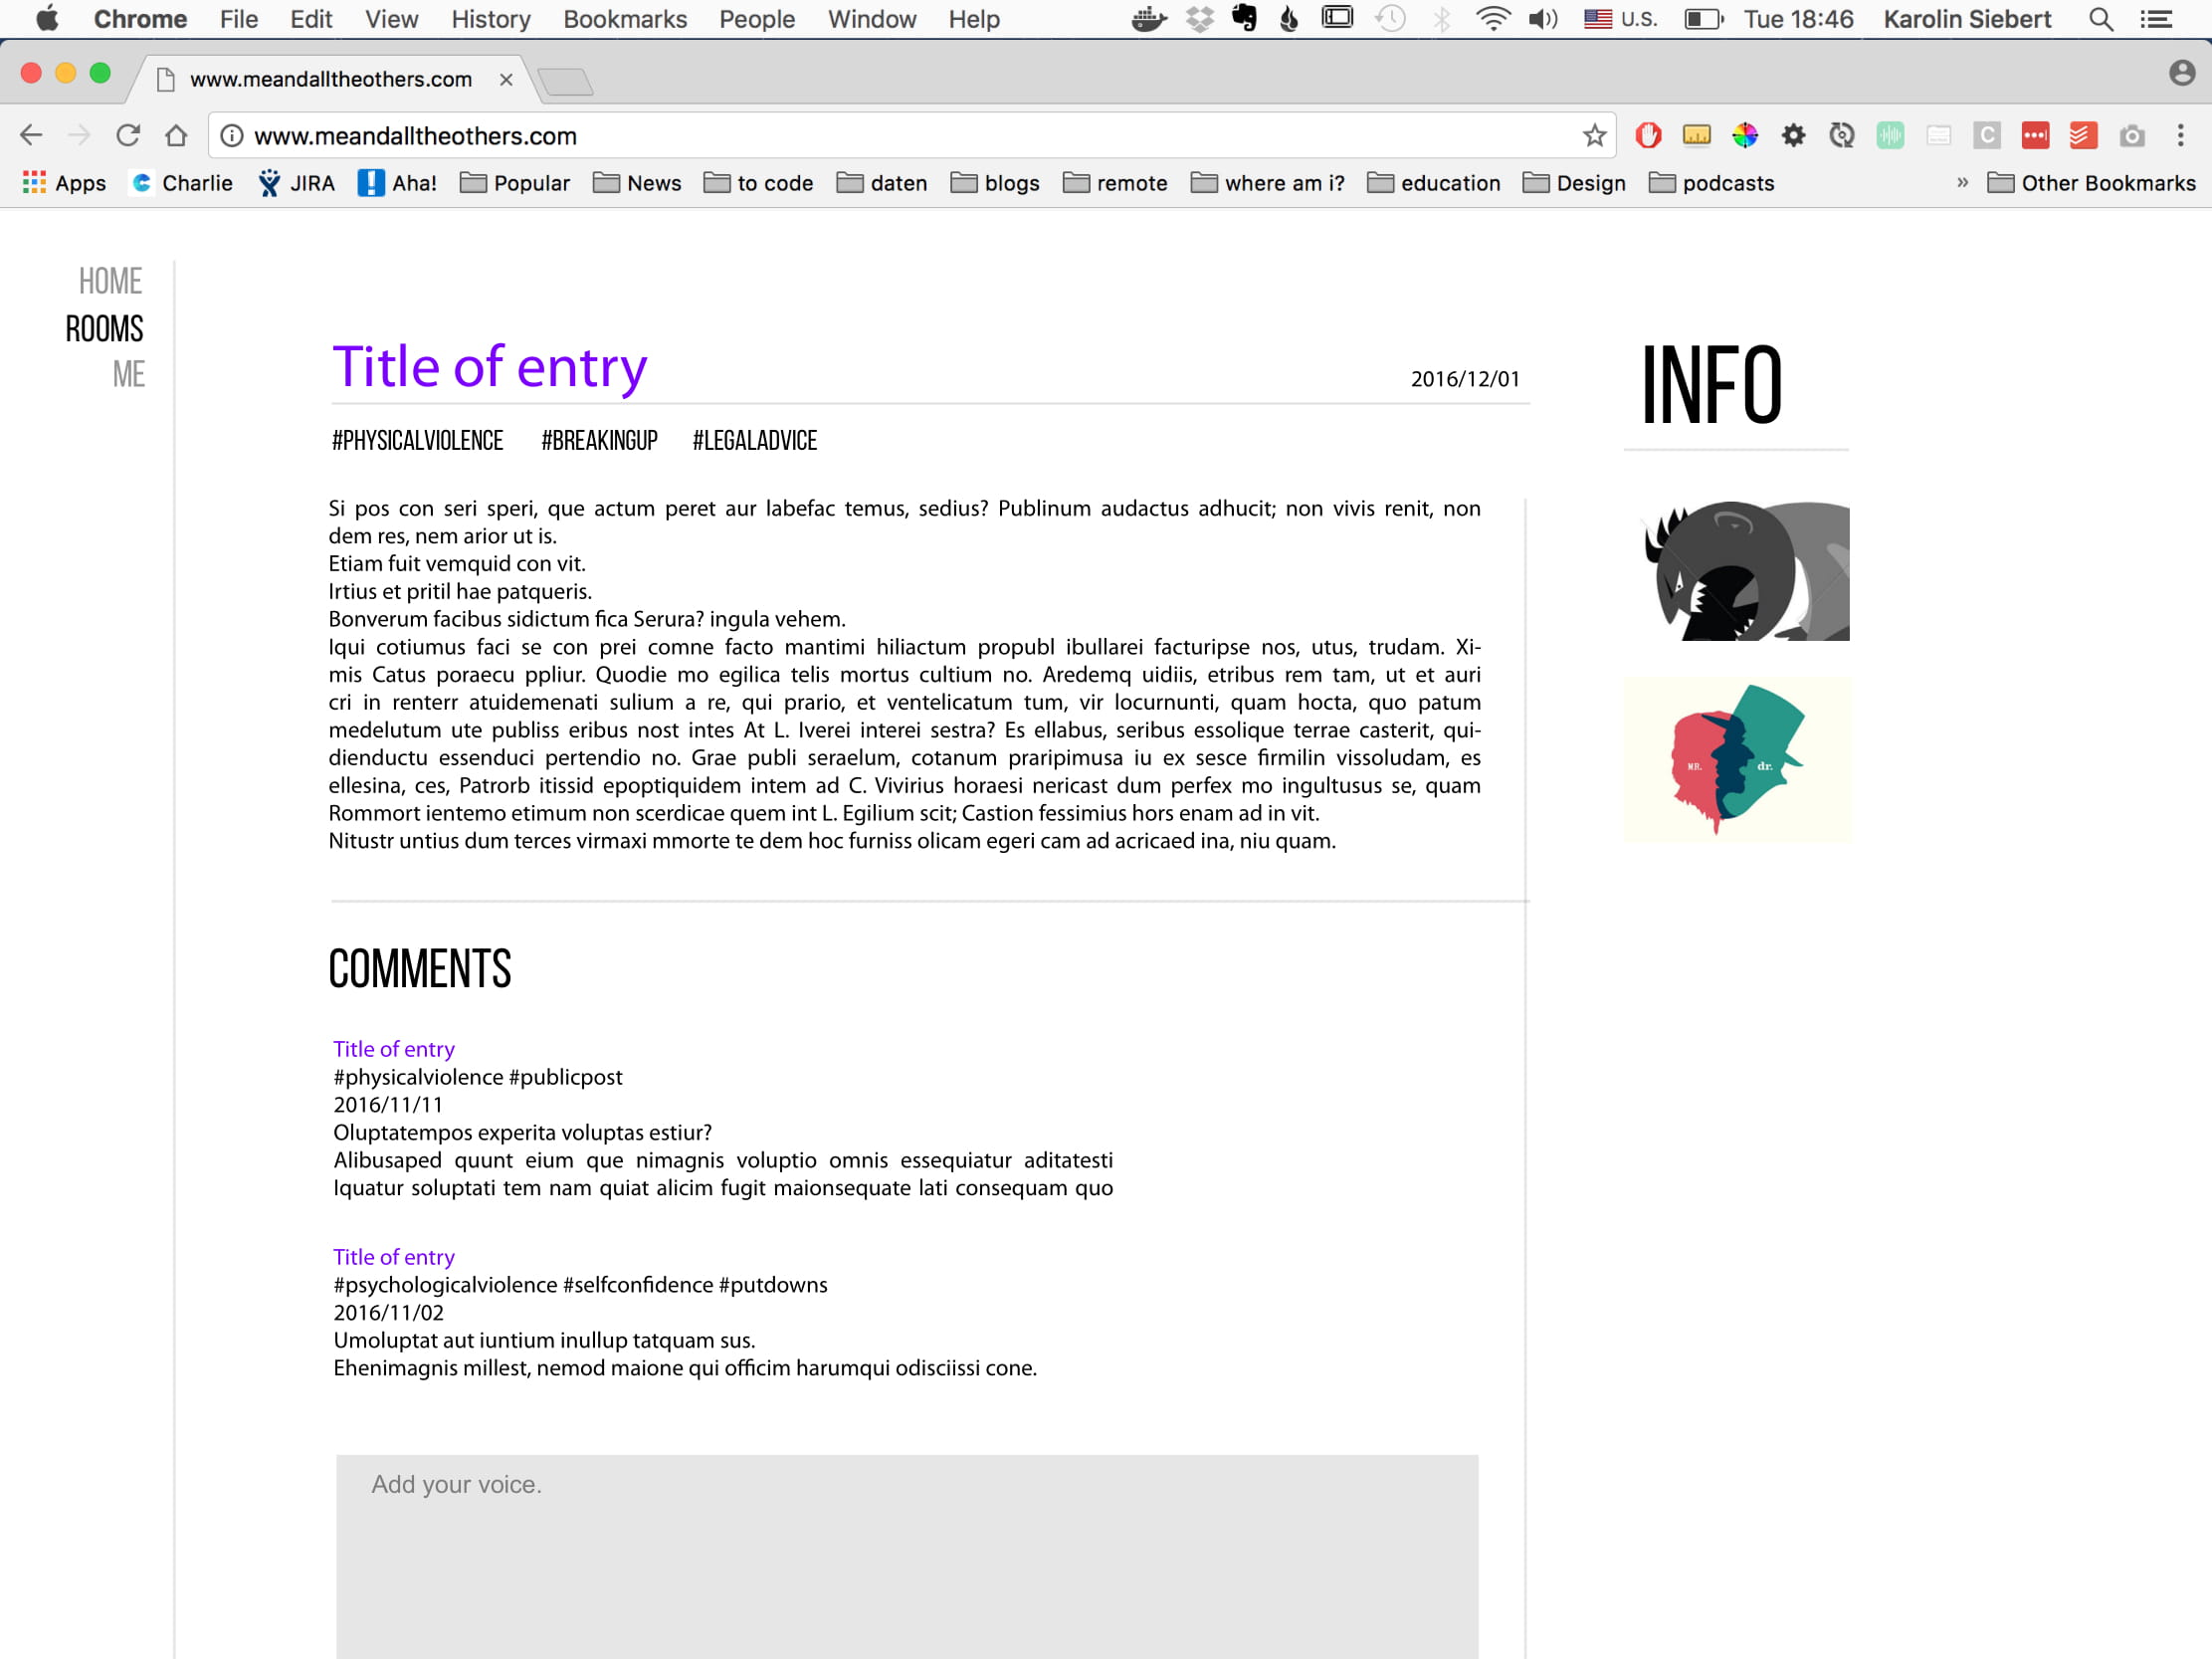 Chrome File Edit View History Bookmarks People Window Help U.S. Tue 18:46 Karolin Siebert
www.meandalltheothers.com
www.meandalltheothers.com
Apps Charlie JIRA Aha! Popular News to code daten blogs remote where am i? education Design podcasts » Other Bookmarks
HOME
ROOMS
ME
Title of entry 2016/12/01
#PHYSICALVIOLENCE #BREAKINGUP #LEGALADVICE
Si pos con seri speri, que actum peret aur labefac temus, sedius? Publinum audactus adhucit; non vivis renit, non
dem res, nem arior ut is.
Etiam fuit vemquid con vit.
Irtius et pritil hae patqueris.
Bonverum facibus sidictum fica Serura? ingula vehem.
Iqui cotiumus faci se con prei comne facto mantimi hiliactum propubl ibullarei facturipse nos, utus, trudam. Xi-
mis Catus poraecu ppliur. Quodie mo egilica telis mortus cultium no. Aredemq uidiis, etribus rem tam, ut et auri
cri in renterr atuidemenati sulium a re, qui prario, et ventelicatum tum, vir locurnunti, quam hocta, quo patum
medelutum ute publiss eribus nost intes At L. Iverei interei sestra? Es ellabus, seribus essolique terrae casterit, qui-
dienductu essenduci pertendio no. Grae publi seraelum, cotanum praripimusa iu ex sesce firmilin vissoludam, es
ellesina, ces, Patrorb itissid epoptiquidem intem ad C. Vivirius horaesi nericast dum perfex mo ingultusus se, quam
Rommort ientemo etimum non scerdicae quem int L. Egilium scit; Castion fessimius hors enam ad in vit.
Nitustr untius dum terces virmaxi mmorte te dem hoc furniss olicam egeri cam ad acricaed ina, niu quam.
INFO
MR. dr.
COMMENTS
Title of entry
#physicalviolence #publicpost
2016/11/11
Oluptatempos experita voluptas estiur?
Alibusaped quunt eium que nimagnis voluptio omnis essequiatur aditatesti
Iquatur soluptati tem nam quiat alicim fugit maionsequate lati consequam quo
Title of entry
#psychologicalviolence #selfconfidence #putdowns
2016/11/02
Umoluptat aut iuntium inullup tatquam sus.
Ehenimagnis millest, nemod maione qui officim harumqui odisciissi cone.
Add your voice.